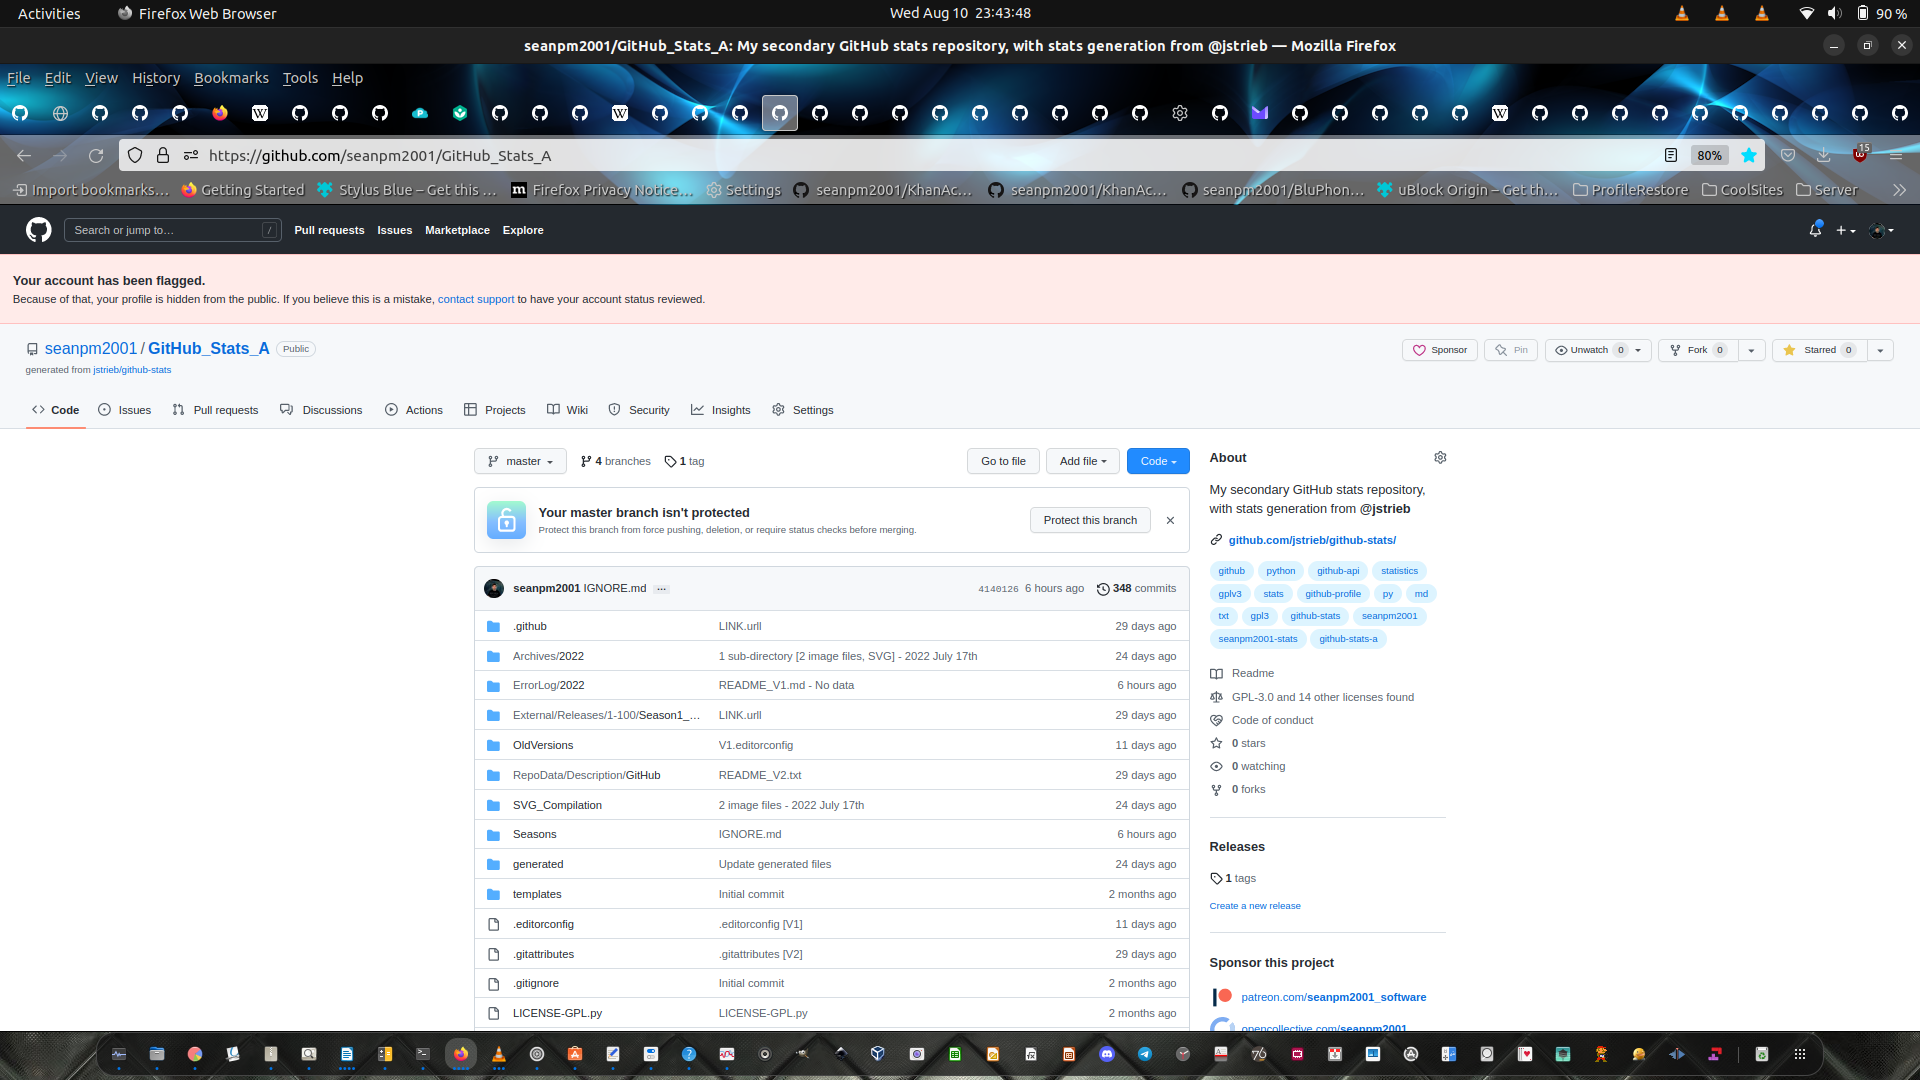 Activities Firefox Web Browser Wed Aug 10 23:43:48 90 %
seanpm2001/GitHub_Stats_A: My secondary GitHub stats repository, with stats generation from @jstrieb — Mozilla Firefox
File Edit View History Bookmarks Tools Help
https://github.com/seanpm2001/GitHub_Stats_A 80% 15
Import bookmarks… Getting Started Stylus Blue – Get this … Firefox Privacy Notice… Settings seanpm2001/KhanAc… seanpm2001/KhanAc… seanpm2001/BluPhon… uBlock Origin – Get th… ProfileRestore CoolSites Server
Search or jump to… / Pull requests Issues Marketplace Explore
Your account has been flagged.
Because of that, your profile is hidden from the public. If you believe this is a mistake, contact support to have your account status reviewed.
seanpm2001 / GitHub_Stats_A Public Sponsor Pin Unwatch 0 Fork 0 Starred 0
generated from jstrieb/github-stats
Code Issues Pull requests Discussions Actions Projects Wiki Security Insights Settings
master 4 branches 1 tag Go to file Add file Code
Your master branch isn't protected
Protect this branch from force pushing, deletion, or require status checks before merging.
Protect this branch
seanpm2001 IGNORE.md … 4140126 6 hours ago 348 commits
.github LINK.urll 29 days ago
Archives/2022 1 sub-directory [2 image files, SVG] - 2022 July 17th 24 days ago
ErrorLog/2022 README_V1.md - No data 6 hours ago
External/Releases/1-100/Season1_… LINK.urll 29 days ago
OldVersions V1.editorconfig 11 days ago
RepoData/Description/GitHub README_V2.txt 29 days ago
SVG_Compilation 2 image files - 2022 July 17th 24 days ago
Seasons IGNORE.md 6 hours ago
generated Update generated files 24 days ago
templates Initial commit 2 months ago
.editorconfig .editorconfig [V1] 11 days ago
.gitattributes .gitattributes [V2] 29 days ago
.gitignore Initial commit 2 months ago
LICENSE-GPL.py LICENSE-GPL.py 2 months ago
About
My secondary GitHub stats repository,
with stats generation from @jstrieb
github.com/jstrieb/github-stats/
github python github-api statistics
gplv3 stats github-profile py md
txt gpl3 github-stats seanpm2001
seanpm2001-stats github-stats-a
Readme
GPL-3.0 and 14 other licenses found
Code of conduct
0 stars
0 watching
0 forks
Releases
1 tags
Create a new release
Sponsor this project
patreon.com/seanpm2001_software
opencollective.com/seanpm2001